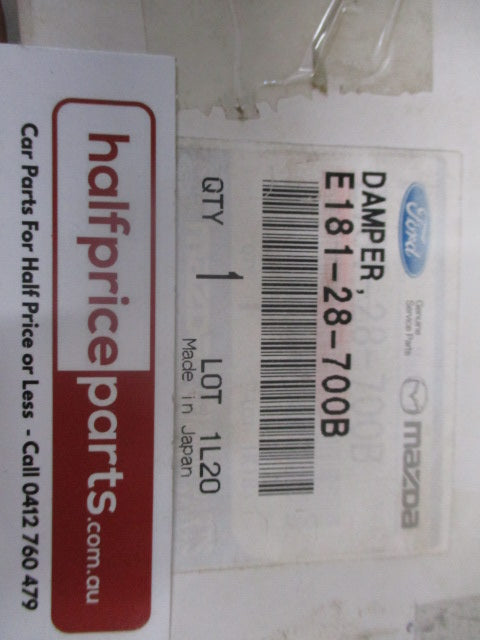 Ford
Genuine
Service Parts
mazda
DAMPER,
E181-28-700B
QTY 1 LOT 1L20
Made in Japan
halfpriceparts.com.au
Car Parts For Half Price or Less - Call 0412 760 479